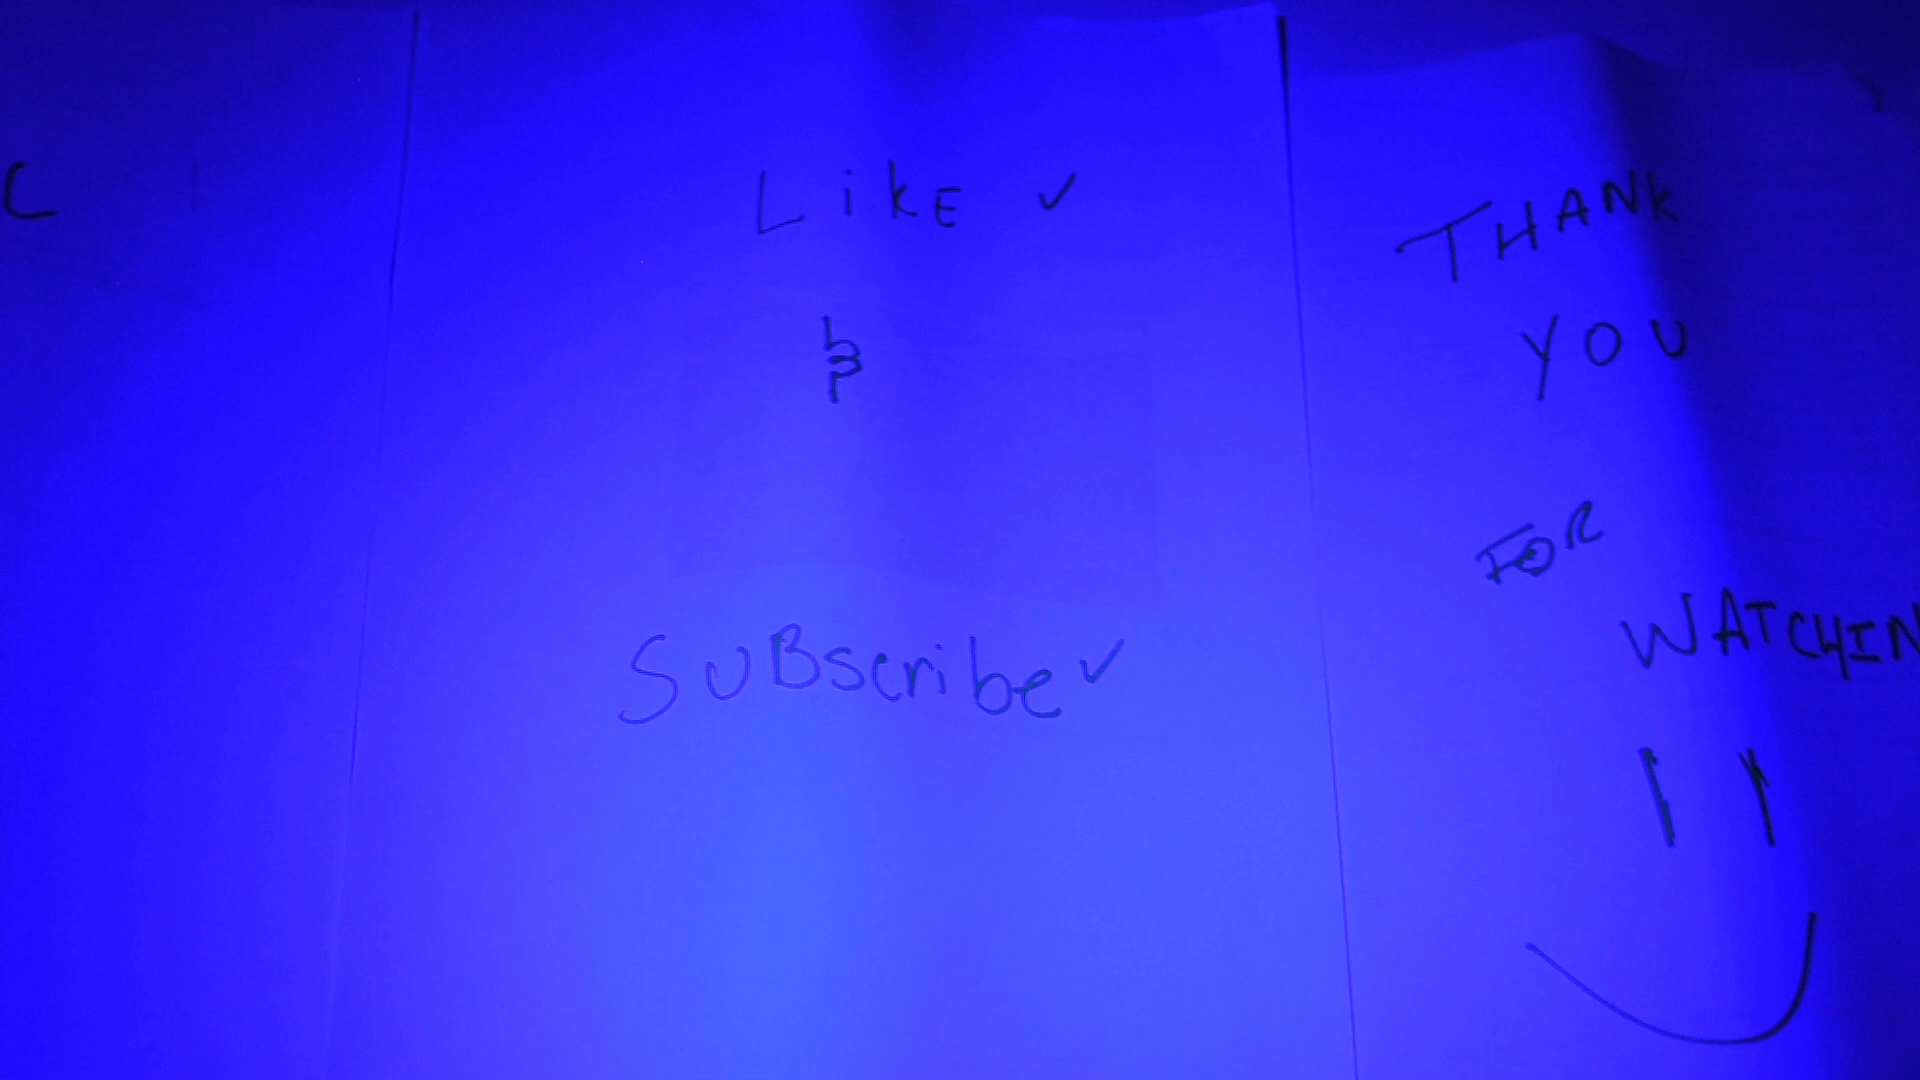 C
Like ✓
&
SUBscribe ✓
THANK
YOU
FOR
WATCHIN